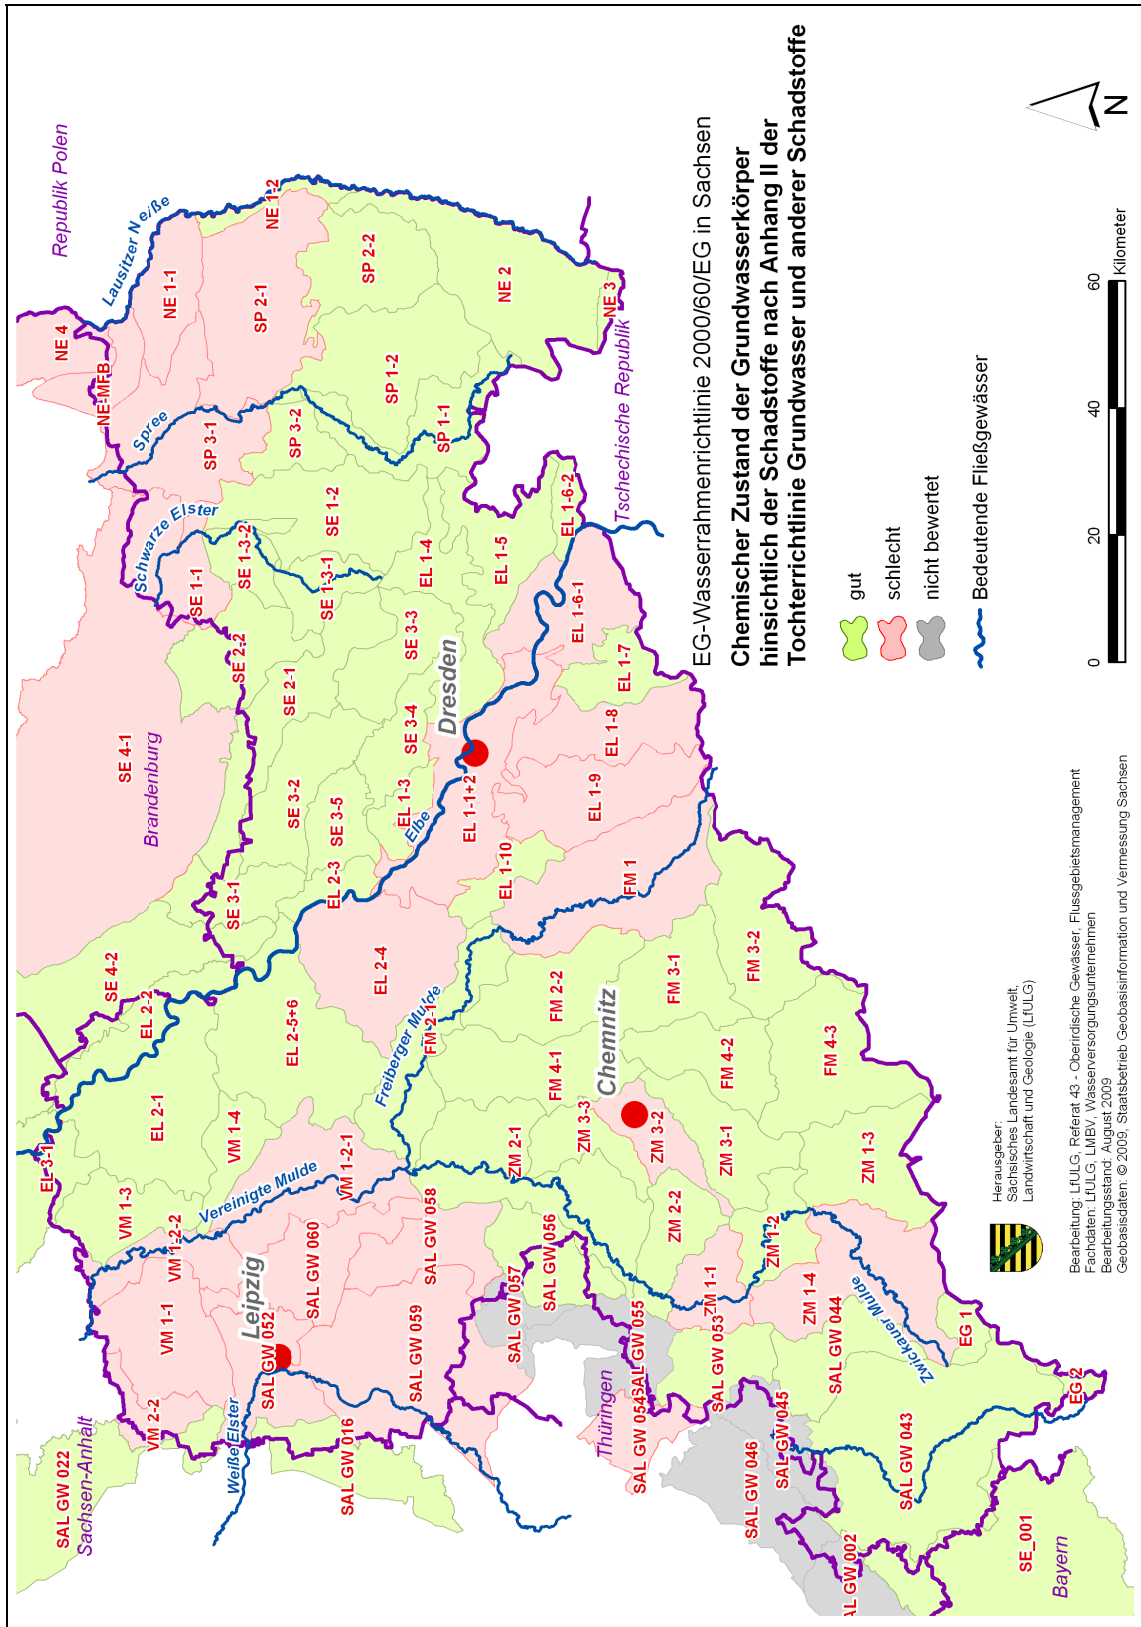 EG-Wasserrahmenrichtlinie 2000/60/EG in Sachsen
Chemischer Zustand der Grundwasserkörper
hinsichtlich der Schadstoffe nach Anhang II der
Tochterrichtlinie Grundwasser und anderer Schadstoffe
gut
schlecht
nicht bewertet
Bedeutende Fließgewässer
0
20
40
60
Kilometer
N
Herausgeber:
Sächsisches Landesamt für Umwelt,
Landwirtschaft und Geologie (LfULG)
Bearbeitung: LfULG, Referat 43 - Oberirdische Gewässer, Flussgebietsmanagement
Fachdaten: LfULG, LMBV, Wasserversorgungsunternehmen
Bearbeitungsstand: August 2009
Geobasisdaten: © 2009, Staatsbetrieb Geobasisinformation und Vermessung Sachsen
Republik Polen
Tschechische Republik
Brandenburg
Sachsen-Anhalt
Thüringen
Bayern
Leipzig
Dresden
Chemnitz
Lausitzer Neiße
Spree
Schwarze Elster
Elbe
Freiberger Mulde
Vereinigte Mulde
Weiße Elster
Zwickauer Mulde
SAL GW 022
EL 3-1
NE 4
NE-MFB
SE 4-1
SE 4-2
EL 2-2
VM 1-3
EL 2-1
VM 2-2
VM 1-1
VM 1-2-2
VM 1-4
SE 3-1
SE 2-2
SE 1-1
SP 3-1
NE 1-1
NE 1-2
SP 2-1
SE 1-3-2
SE 2-1
SE 3-2
EL 2-5+6
SAL GW 052
SAL GW 060
VM 1-2-1
SAL GW 016
EL 2-3
SE 3-5
SE 1-3-1
SE 1-2
SP 3-2
SP 2-2
SP 1-2
SP 1-1
EL 2-4
EL 1-3
SE 3-4
SE 3-3
EL 1-4
SAL GW 059
SAL GW 058
FM 2-1
EL 1-1+2
EL 1-5
NE 2
NE 3
EL 1-10
SAL GW 057
ZM 2-1
SAL GW 056
FM 4-1
FM 2-2
EL 1-9
EL 1-8
EL 1-7
EL 1-6-1
EL 1-6-2
ZM 3-3
FM 1
SAL GW 054
SAL GW 055
ZM 3-2
ZM 2-2
FM 3-1
SAL GW 053
ZM 1-1
ZM 3-1
FM 4-2
FM 3-2
SAL GW 046
SAL GW 045
ZM 1-2
ZM 1-4
SAL GW 044
FM 4-3
ZM 1-3
AL GW 002
SAL GW 043
EG 1
SE_001
EG 2